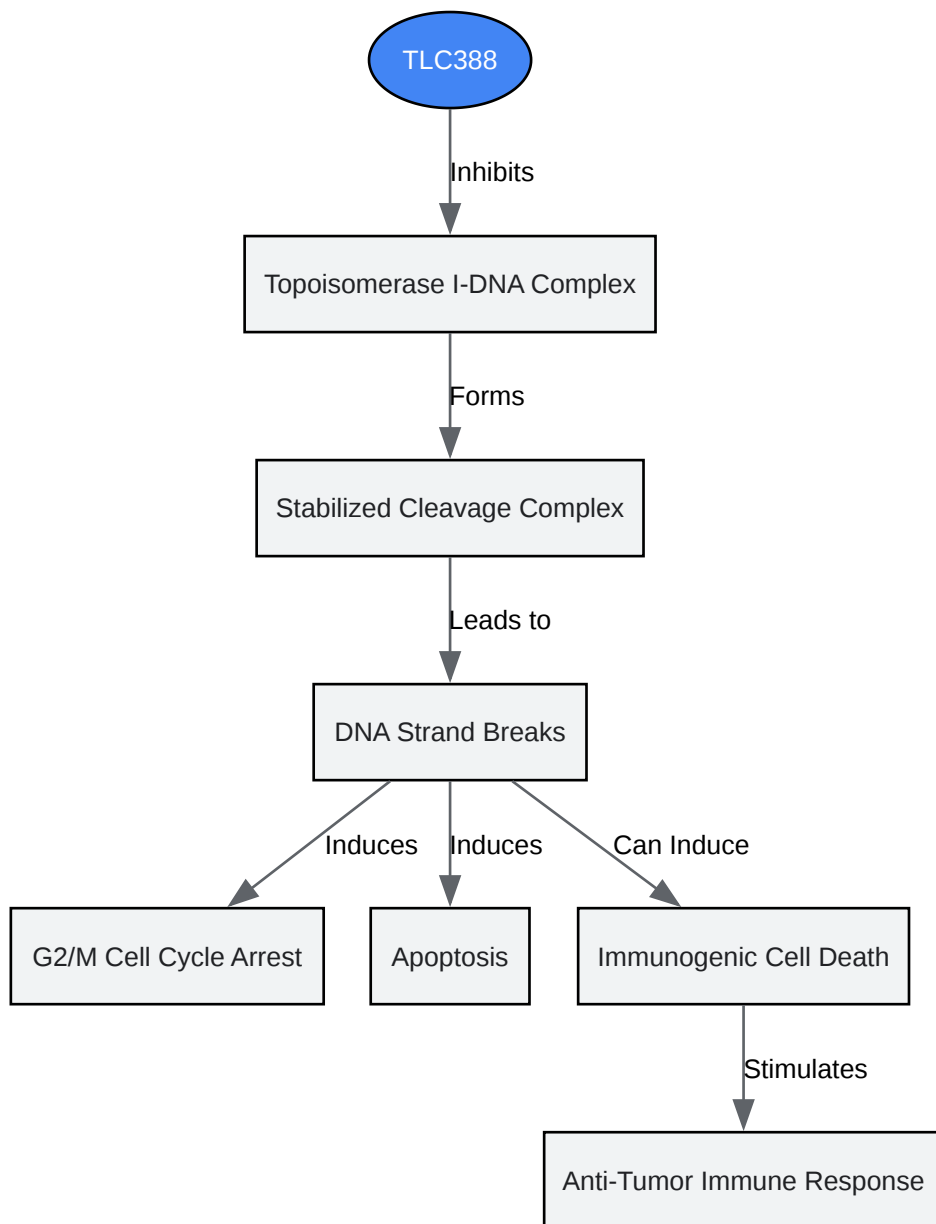 TLC388
Inhibits
Topoisomerase I-DNA Complex
Forms
Stabilized Cleavage Complex
Leads to
DNA Strand Breaks
Induces
Induces
Can Induce
G2/M Cell Cycle Arrest
Apoptosis
Immunogenic Cell Death
Stimulates
Anti-Tumor Immune Response